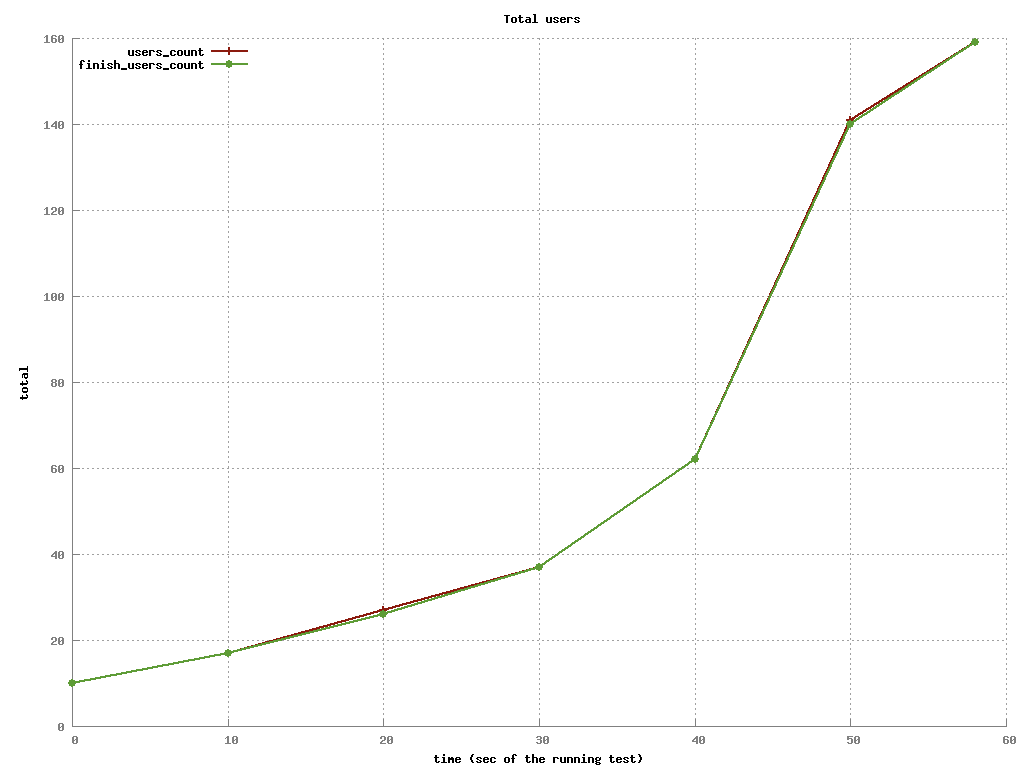 Total users
users_count
finish_users_count
160
140
120
100
80
60
40
20
0
total
0 10 20 30 40 50 60
time (sec of the running test)